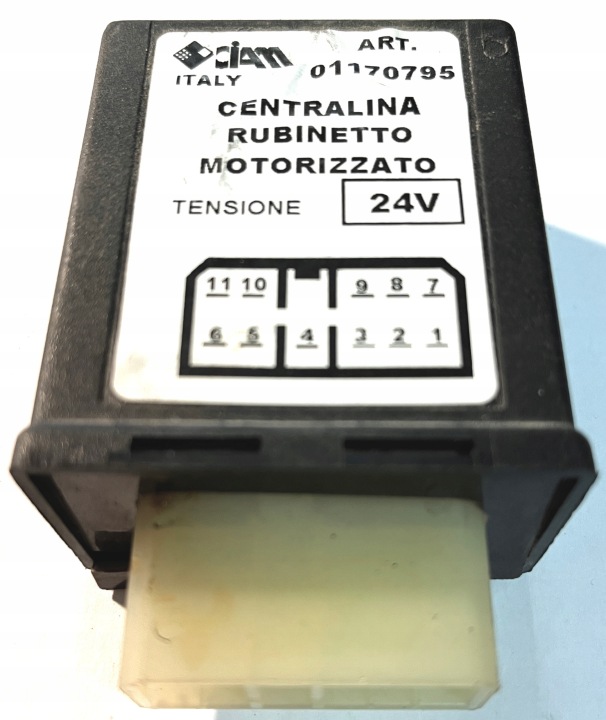 CIAM
ITALY
ART.
01170795
CENTRALINA
RUBINETTO
MOTORIZZATO
TENSIONE 24V
11 10 9 8 7
6 5 4 3 2 1